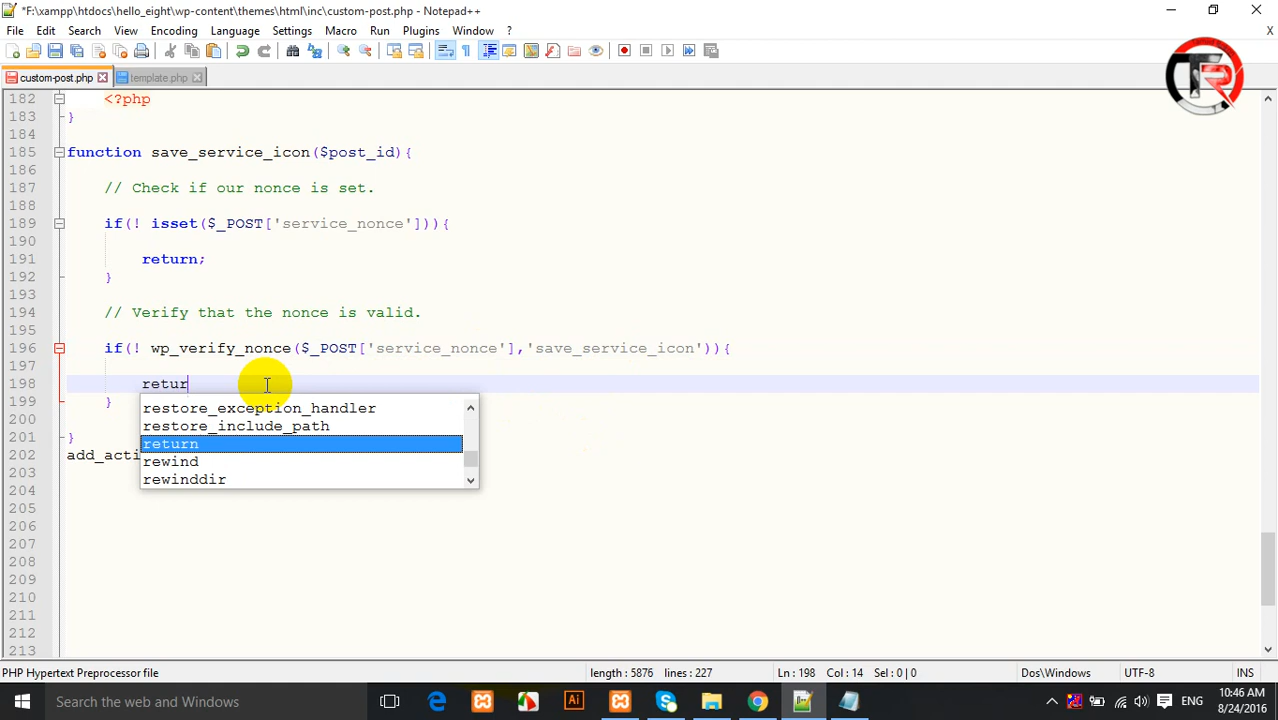 *F:\xampp\htdocs\hello_eight\wp-content\themes\html\inc\custom-post.php - Notepad++
File Edit Search View Encoding Language Settings Macro Run Plugins Window ? X
custom-post.php template.php
TR
182 <?php
183 }
184
185 function save_service_icon($post_id){
186
187 // Check if our nonce is set.
188
189 if(! isset($_POST['service_nonce'])){
190
191 return;
192 }
193
194 // Verify that the nonce is valid.
195
196 if(! wp_verify_nonce($_POST['service_nonce'],'save_service_icon')){
197
198 retur
199 }
restore_exception_handler
200
restore_include_path
201 }
return
202 add_acti
rewind
203
rewinddir
204
205
206
207
208
209
210
211
212
213
PHP Hypertext Preprocessor file length : 5876 lines : 227 Ln : 198 Col : 14 Sel : 0 | 0 Dos\Windows UTF-8 INS
Search the web and Windows
ENG
10:46 AM
8/24/2016